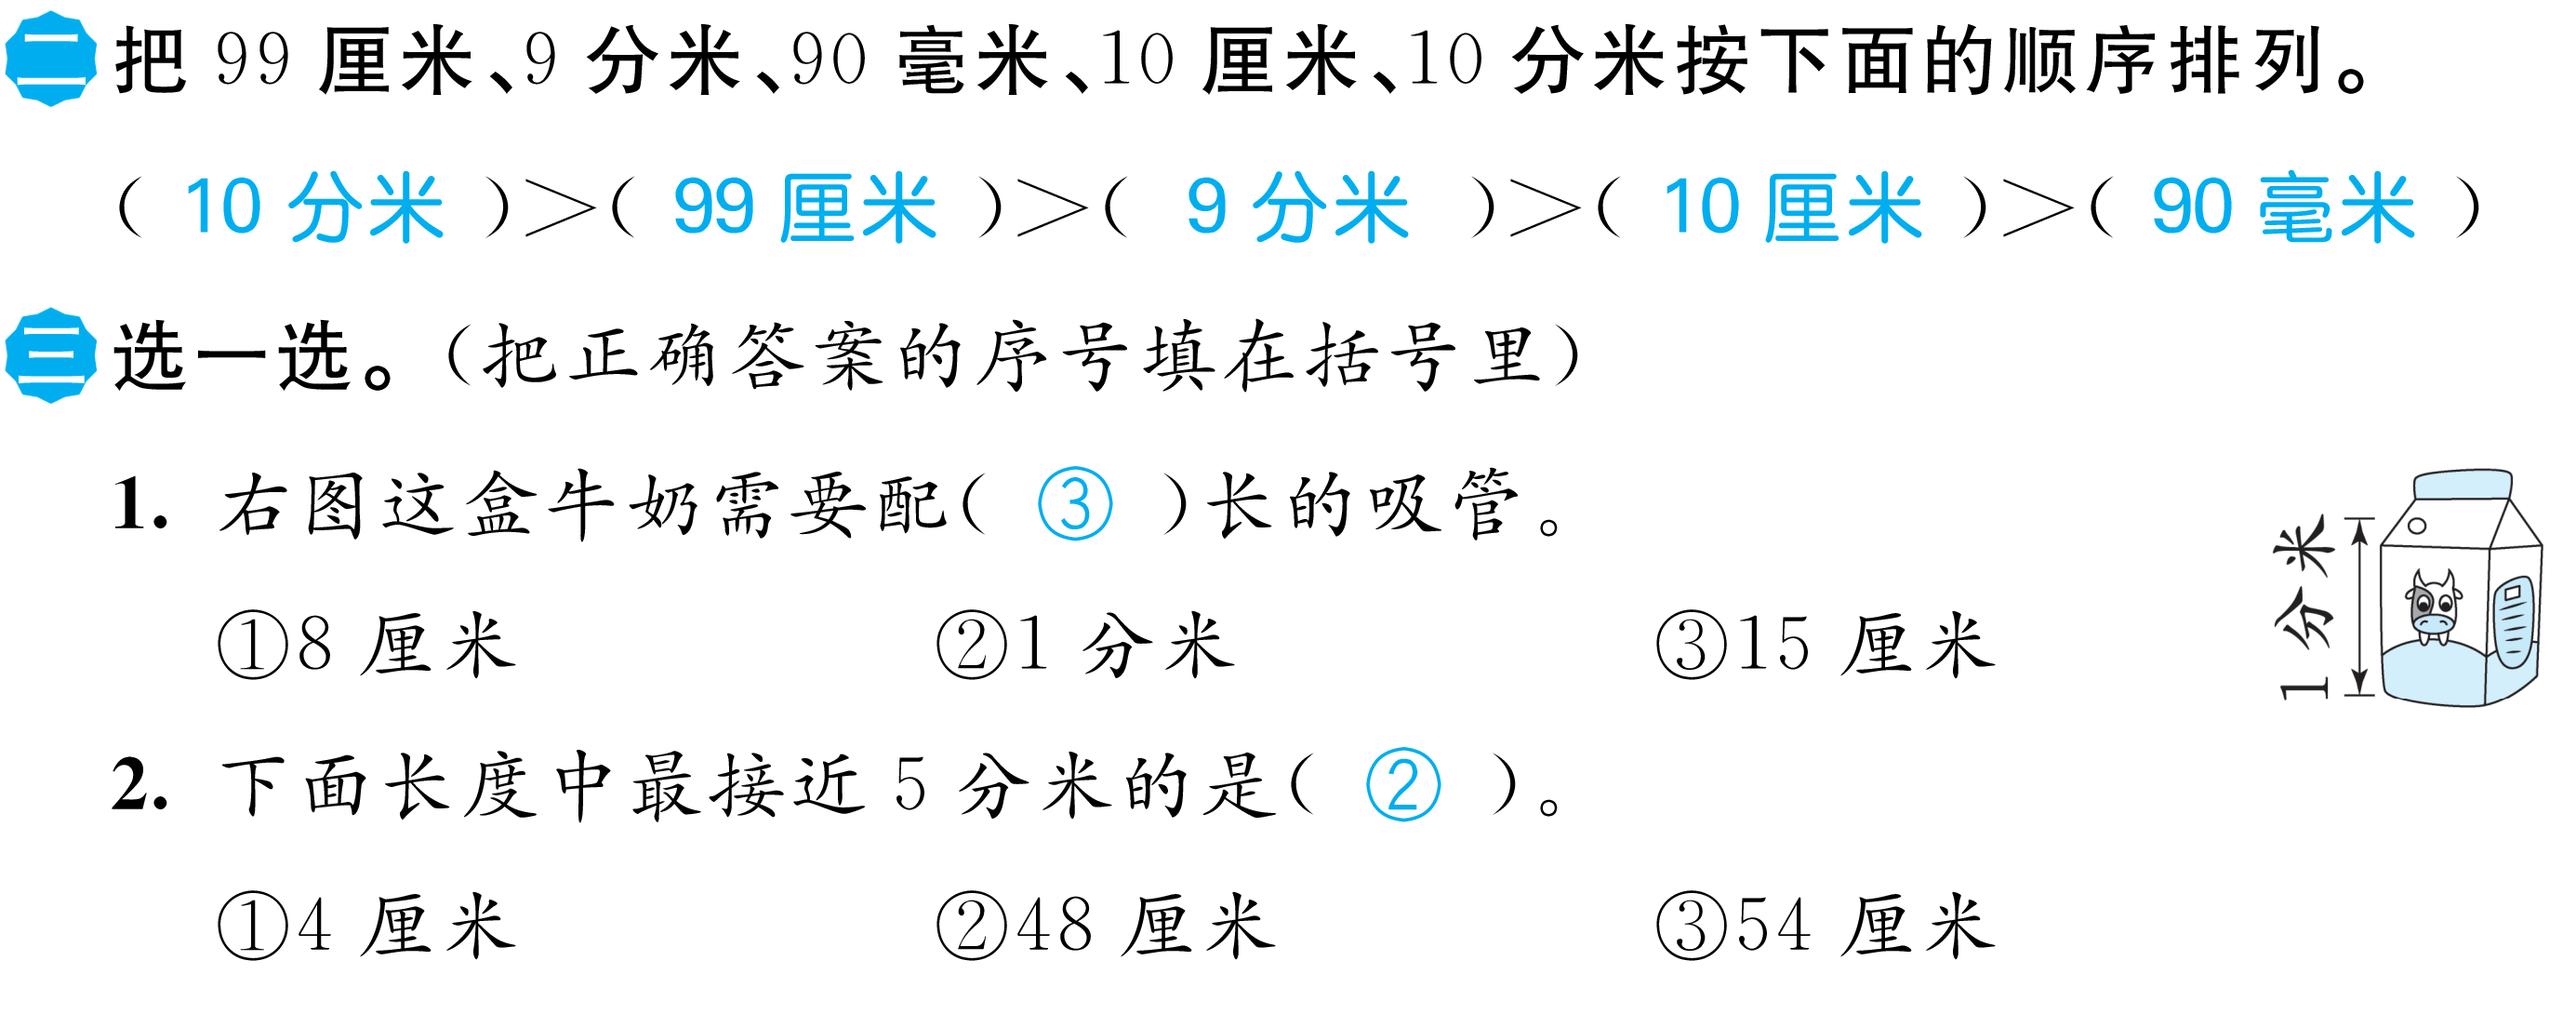 二 把 99 厘米、9 分米、90 毫米、10 厘米、10 分米按下面的顺序排列。
( 10 分米 )>( 99 厘米 )>( 9 分米 )>( 10 厘米 )>( 90 毫米 )
三 选一选。(把正确答案的序号填在括号里)
1. 右图这盒牛奶需要配( ③ )长的吸管。
①8 厘米 ②1 分米 ③15 厘米
1 分米
2. 下面长度中最接近 5 分米的是( ② )。
①4 厘米 ②48 厘米 ③54 厘米